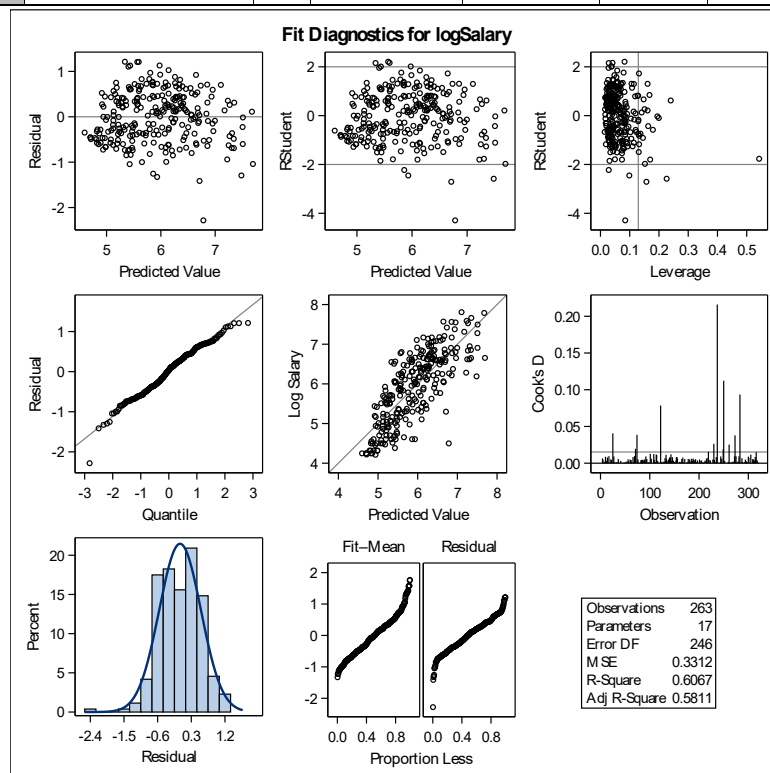 Fit Diagnostics for logSalary
1
0
-1
-2
Residual
5 6 7
Predicted Value
2
0
-2
-4
RStudent
5 6 7
Predicted Value
2
0
-2
-4
RStudent
0.0 0.1 0.2 0.3 0.4 0.5
Leverage
1
0
-1
-2
Residual
-3 -2 -1 0 1 2 3
Quantile
8
7
6
5
4
Log Salary
4 5 6 7 8
Predicted Value
0.20
0.15
0.10
0.05
0.00
Cook's D
0 100 200 300
Observation
20
15
10
5
0
Percent
-2.4 -1.5 -0.6 0.3 1.2
Residual
Fit–Mean Residual
2
1
0
-1
-2
0.0 0.4 0.8 0.0 0.4 0.8
Proportion Less
Observations 263
Parameters 17
Error DF 246
MSE 0.3312
R-Square 0.6067
Adj R-Square 0.5811